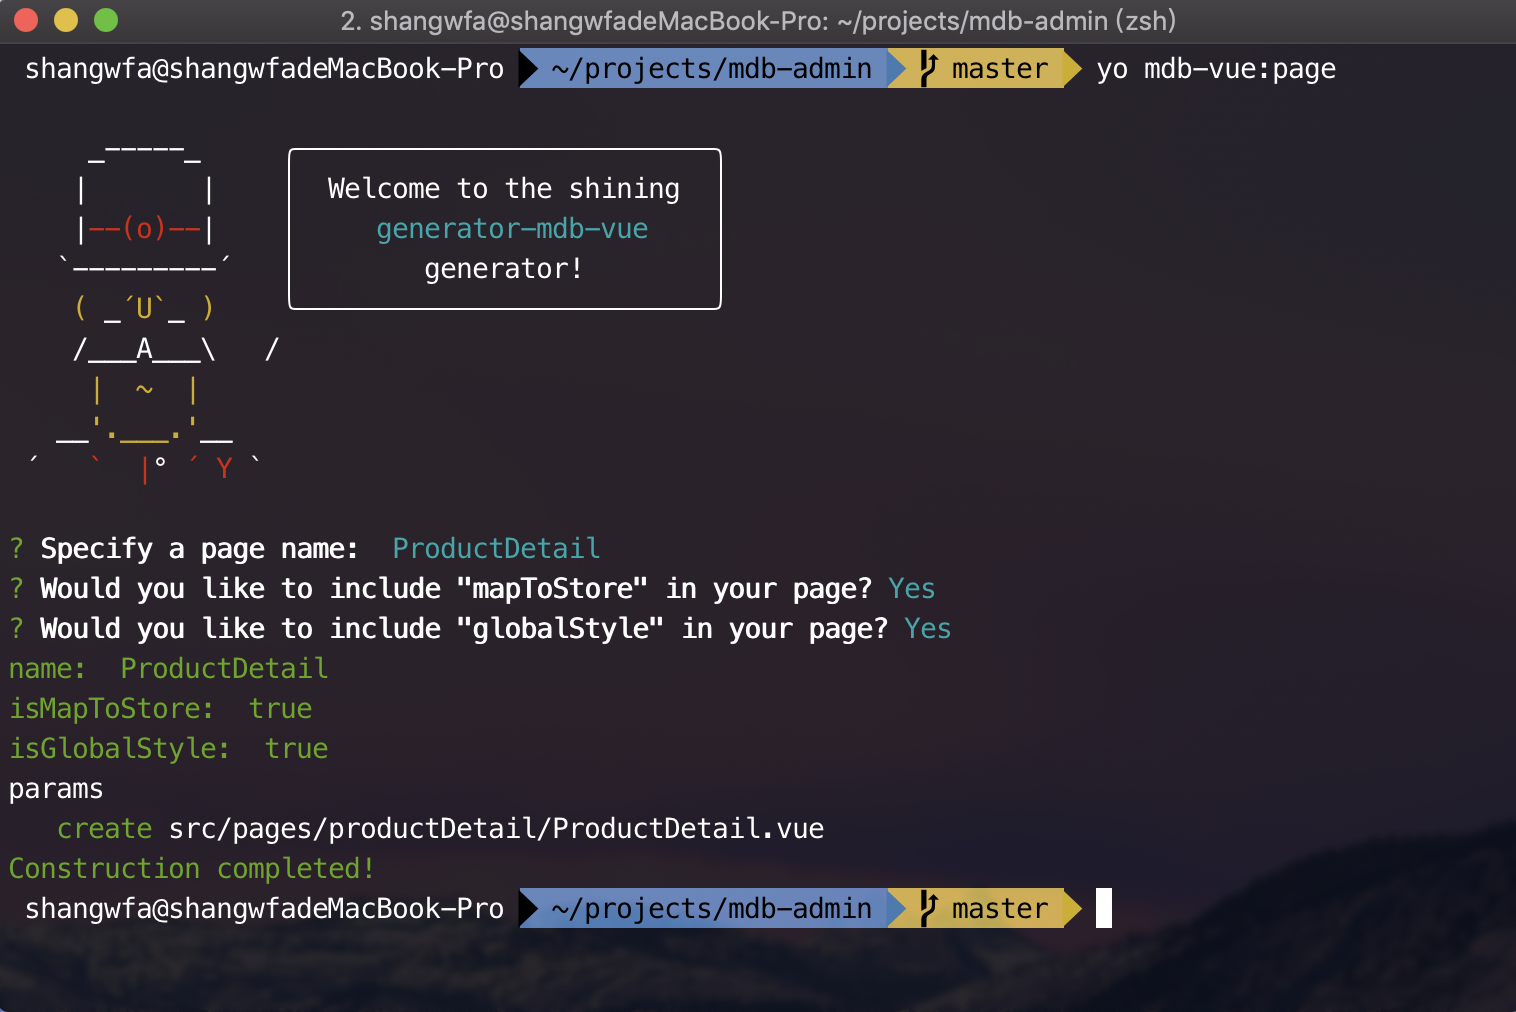 2. shangwfa@shangwfadeMacBook-Pro: ~/projects/mdb-admin (zsh)
shangwfa@shangwfadeMacBook-Pro ~/projects/mdb-admin master yo mdb-vue:page
_-----_
|       |
|--(o)--|
`---------´
( _´U`_ )
/___A___\   /
|  ~  |
__'.___.'__
´   `  |° ´ Y `
Welcome to the shining
generator-mdb-vue
generator!
? Specify a page name:  ProductDetail
? Would you like to include "mapToStore" in your page? Yes
? Would you like to include "globalStyle" in your page? Yes
name:  ProductDetail
isMapToStore:  true
isGlobalStyle:  true
params
create src/pages/productDetail/ProductDetail.vue
Construction completed!
shangwfa@shangwfadeMacBook-Pro ~/projects/mdb-admin master